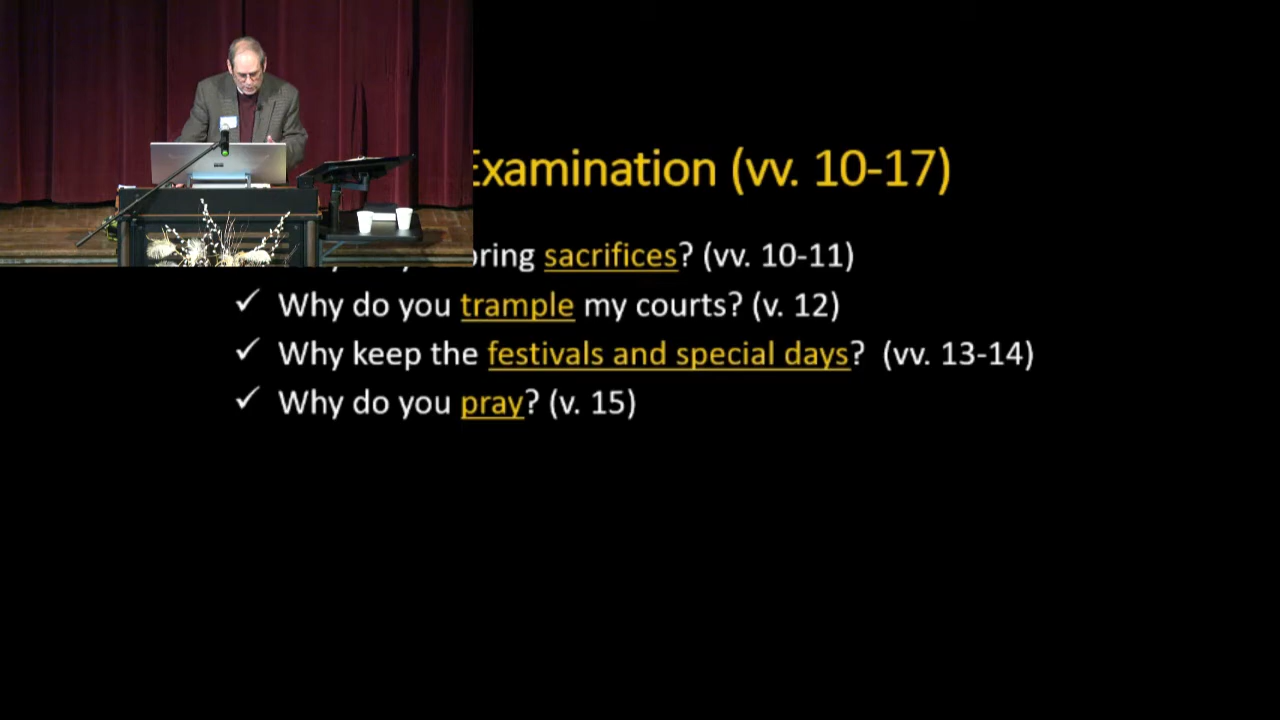 Examination (vv. 10-17)
bring sacrifices? (vv. 10-11)
✓ Why do you trample my courts? (v. 12)
✓ Why keep the festivals and special days? (vv. 13-14)
✓ Why do you pray? (v. 15)